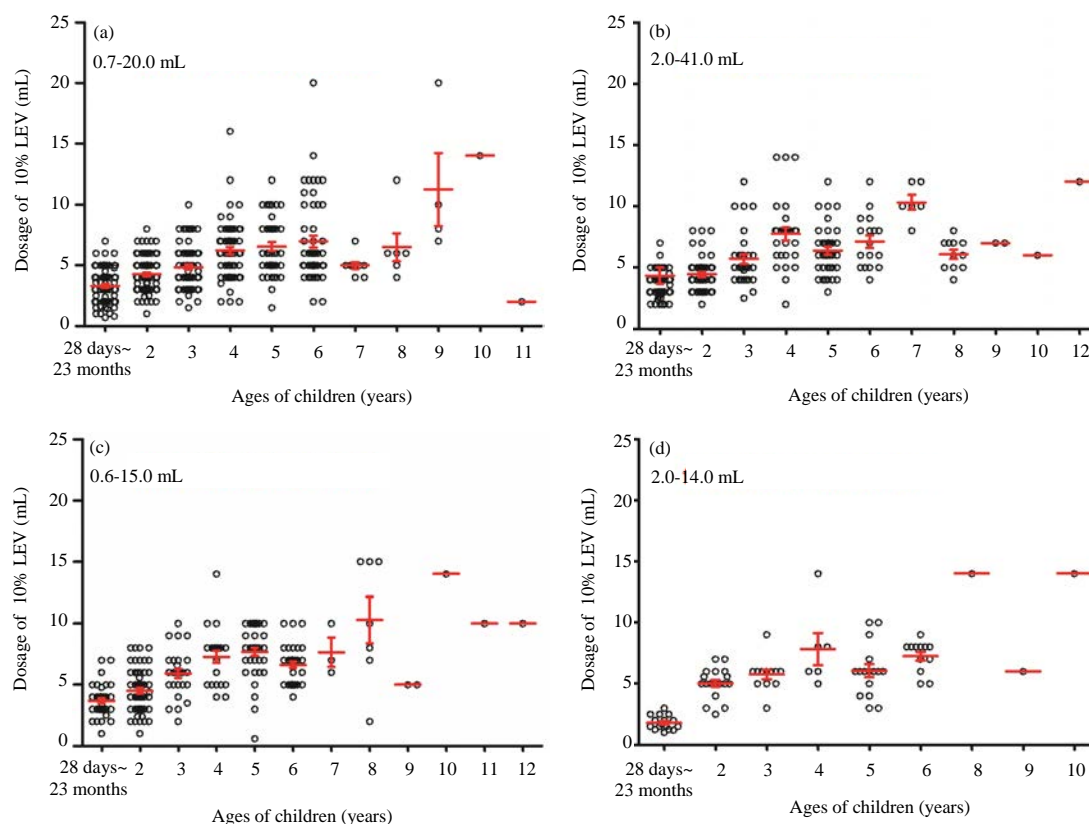 (a)
0.7-20.0 mL
Dosage of 10% LEV (mL)
25
20
15
10
5
0
28 days~ 2 3 4 5 6 7 8 9 10 11
23 months
Ages of children (years)
(b)
2.0-41.0 mL
Dosage of 10% LEV (mL)
25
20
15
10
5
0
28 days~ 2 3 4 5 6 7 8 9 10 12
23 months
Ages of children (years)
(c)
0.6-15.0 mL
Dosage of 10% LEV (mL)
25
20
15
10
5
0
28 days~ 2 3 4 5 6 7 8 9 10 11 12
23 months
Ages of children (years)
(d)
2.0-14.0 mL
Dosage of 10% LEV (mL)
25
20
15
10
5
0
28 days~ 2 3 4 5 6 8 9 10
23 months
Ages of children (years)